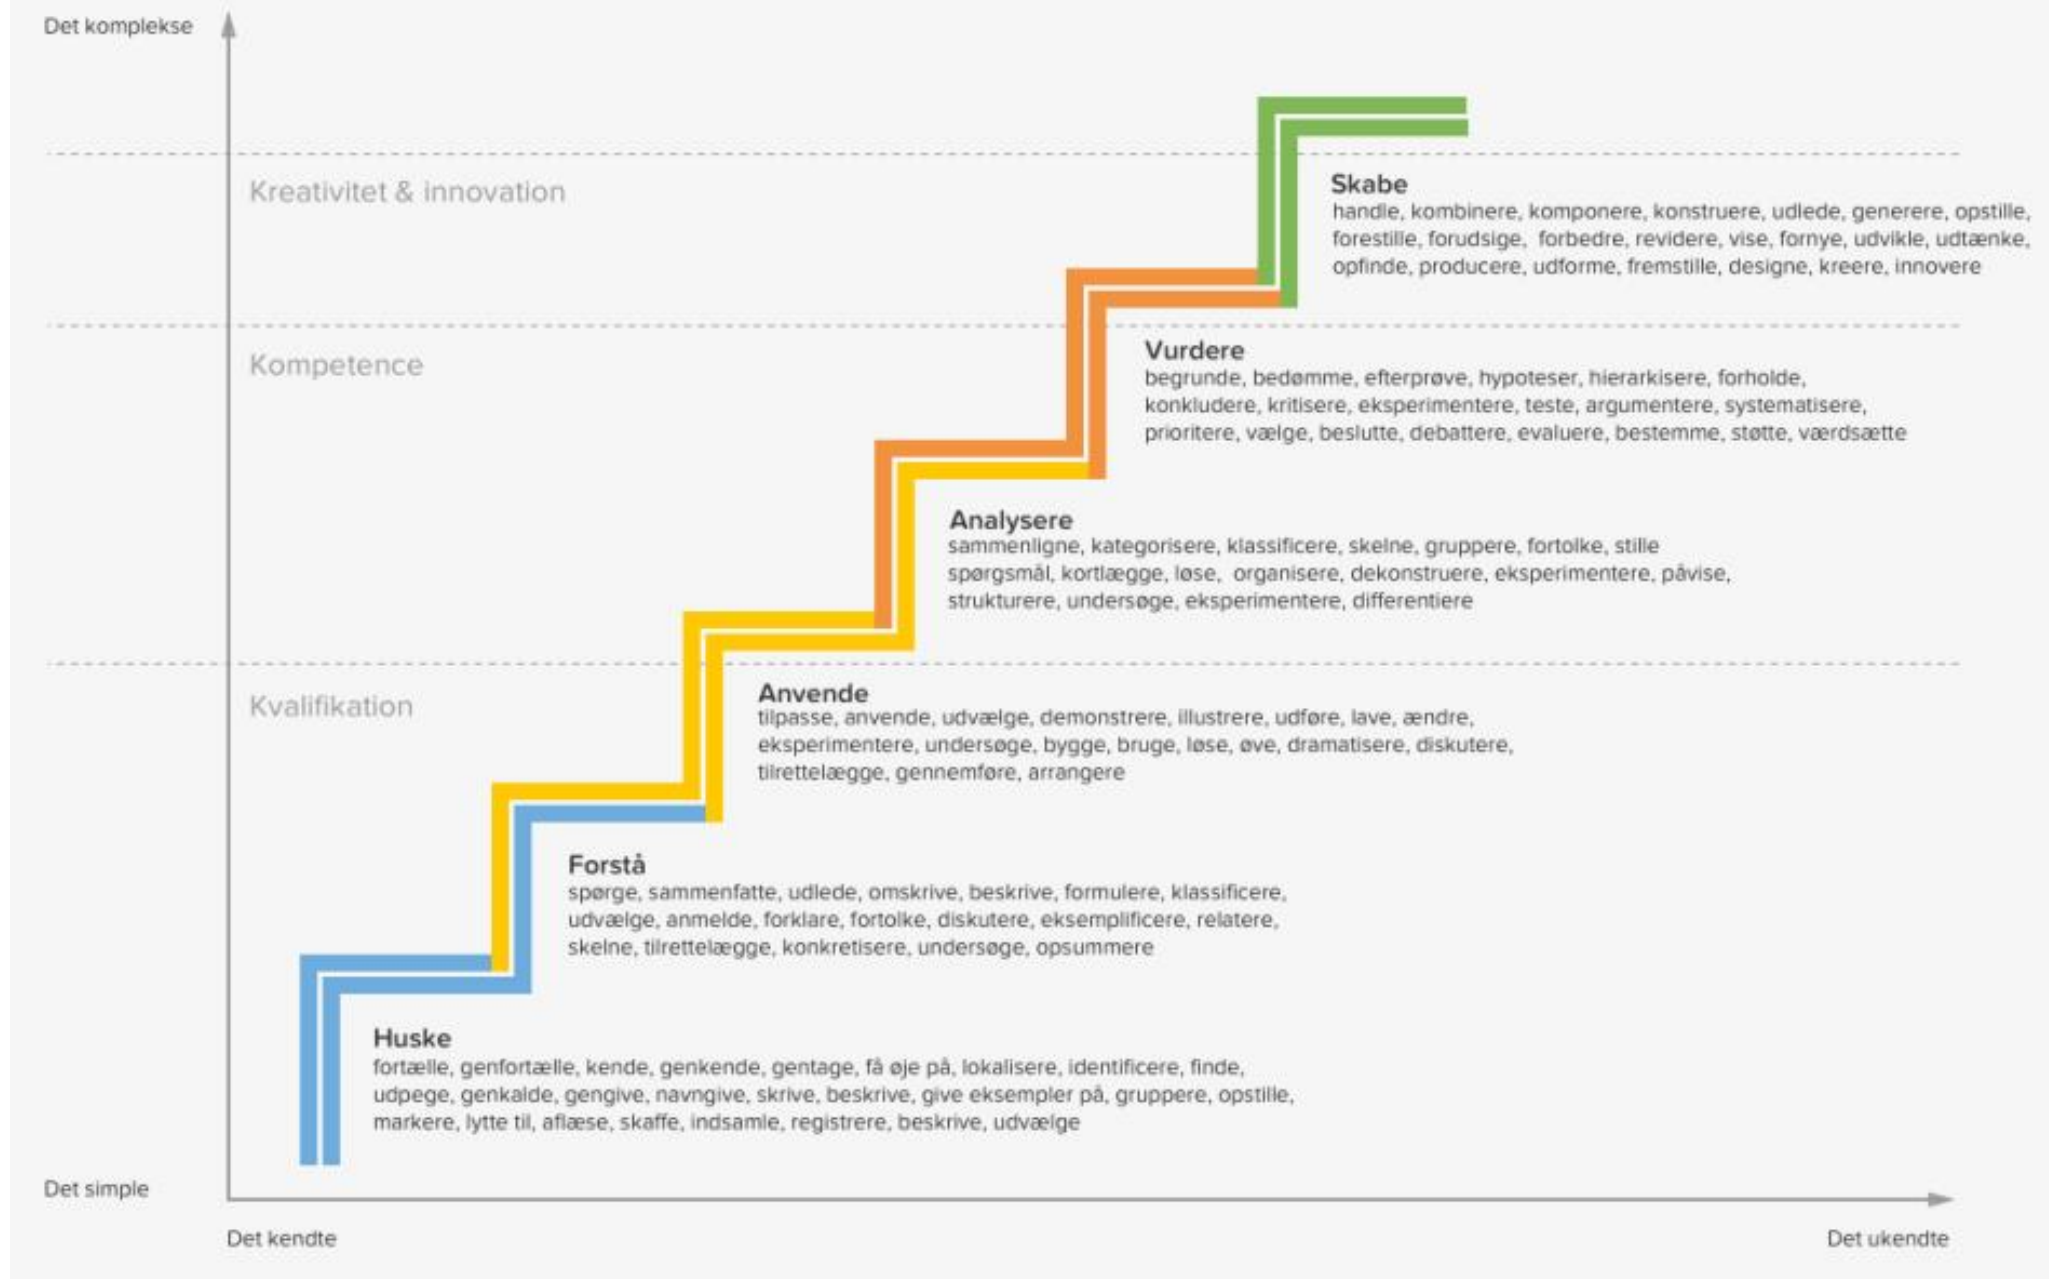 Det komplekse
Kreativitet & innovation
Skabe
handle, kombinere, komponere, konstruere, udlede, generere, opstille,
forestille, forudsige, forbedre, revidere, vise, fornye, udvikle, udtænke,
opfinde, producere, udforme, fremstille, designe, kreere, innovere
Kompetence
Vurdere
begrunde, bedømme, efterprøve, hypoteser, hierarkisere, forholde,
konkludere, kritisere, eksperimentere, teste, argumentere, systematisere,
prioritere, vælge, beslutte, debattere, evaluere, bestemme, støtte, værdsætte
Analysere
sammenligne, kategorisere, klassificere, skelne, gruppere, fortolke, stille
spørgsmål, kortlægge, løse, organisere, dekonstruere, eksperimentere, påvise,
strukturere, undersøge, eksperimentere, differentiere
Kvalifikation
Anvende
tilpasse, anvende, udvælge, demonstrere, illustrere, udføre, lave, ændre,
eksperimentere, undersøge, bygge, bruge, løse, øve, dramatisere, diskutere,
tilrettelægge, gennemføre, arrangere
Forstå
spørge, sammenfatte, udlede, omskrive, beskrive, formulere, klassificere,
udvælge, anmelde, forklare, fortolke, diskutere, eksemplificere, relatere,
skelne, tilrettelægge, konkretisere, undersøge, opsummere
Huske
fortælle, genfortælle, kende, genkende, gentage, få øje på, lokalisere, identificere, finde,
udpege, genkalde, gengive, navngive, skrive, beskrive, give eksempler på, gruppere, opstille,
markere, lytte til, aflæse, skaffe, indsamle, registrere, beskrive, udvælge
Det simple
Det kendte
Det ukendte